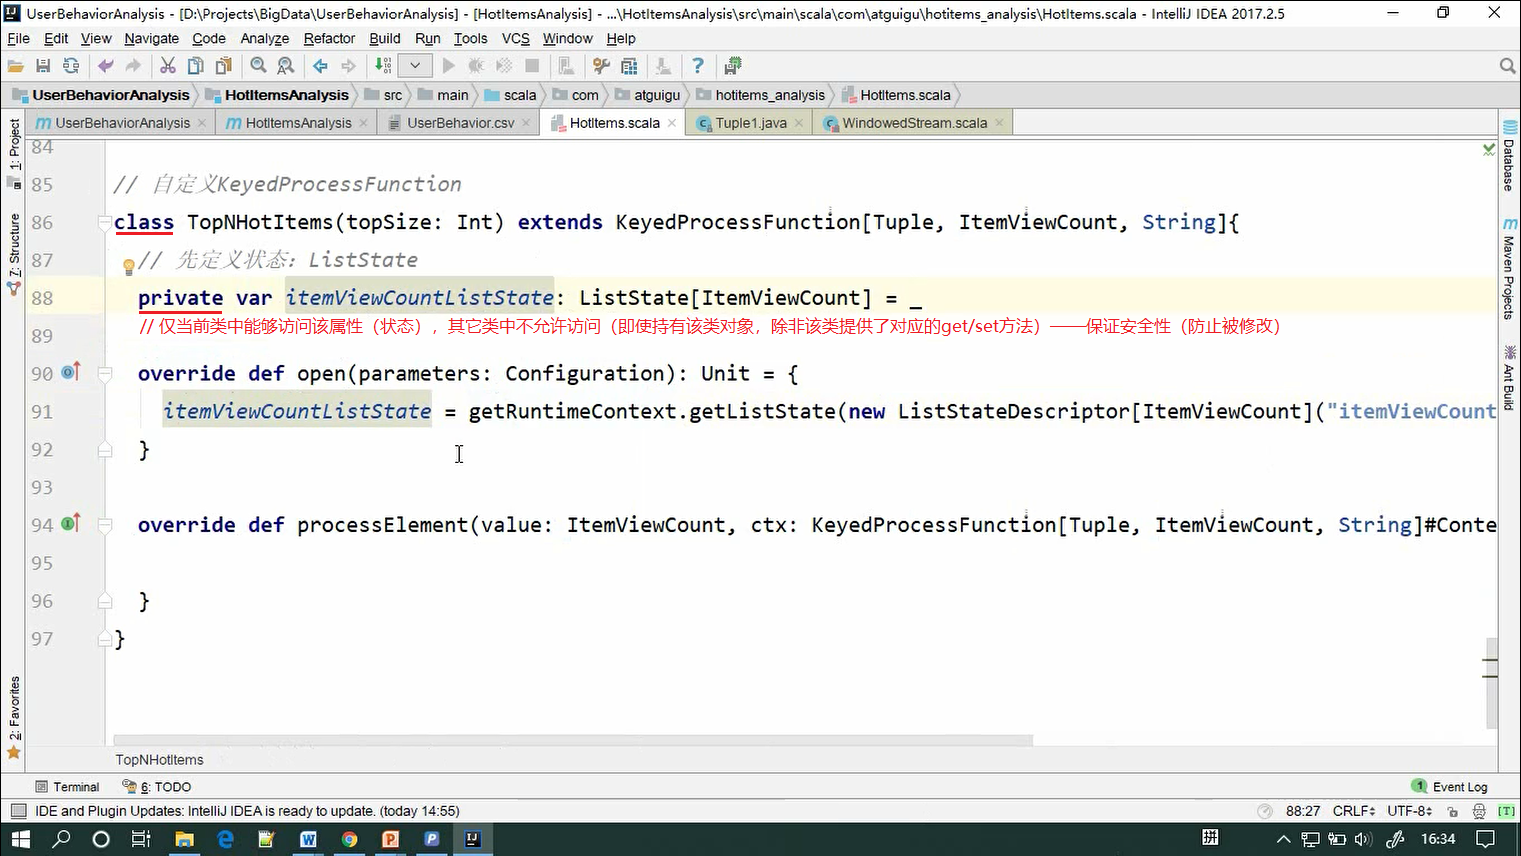 UserBehaviorAnalysis - [D:\Projects\BigData\UserBehaviorAnalysis] - [HotItemsAnalysis] - ...\HotItemsAnalysis\src\main\scala\com\atguigu\hotitems_analysis\HotItems.scala - IntelliJ IDEA 2017.2.5
File Edit View Navigate Code Analyze Refactor Build Run Tools VCS Window Help
UserBehaviorAnalysis HotItemsAnalysis src main scala com atguigu hotitems_analysis HotItems.scala
UserBehaviorAnalysis HotItemsAnalysis UserBehavior.csv HotItems.scala Tuple1.java WindowedStream.scala
1: Project
7: Structure
2: Favorites
Database
Maven Projects
Ant Build
84
85 // 自定义KeyedProcessFunction
86 class TopNHotItems(topSize: Int) extends KeyedProcessFunction[Tuple, ItemViewCount, String]{
87 // 先定义状态：ListState
88 private var itemViewCountListState: ListState[ItemViewCount] = _
// 仅当前类中能够访问该属性（状态），其它类中不允许访问（即使持有该类对象，除非该类提供了对应的get/set方法）——保证安全性（防止被修改）
89
90 override def open(parameters: Configuration): Unit = {
91 itemViewCountListState = getRuntimeContext.getListState(new ListStateDescriptor[ItemViewCount]("itemViewCount
92 }
93
94 override def processElement(value: ItemViewCount, ctx: KeyedProcessFunction[Tuple, ItemViewCount, String]#Conte
95
96 }
97 }
TopNHotItems
Terminal 6: TODO 1 Event Log
IDE and Plugin Updates: IntelliJ IDEA is ready to update. (today 14:55) 88:27 CRLF UTF-8 [T]
拼 16:34